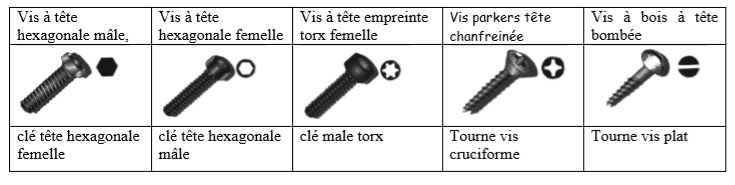 Vis à tête
hexagonale mâle,
Vis à tête
hexagonale femelle
Vis à tête empreinte
torx femelle
Vis parkers tête
chanfreinée
Vis à bois à tête
bombée
clé tête hexagonale
femelle
clé tête hexagonale
mâle
clé male torx
Tourne vis
cruciforme
Tourne vis plat